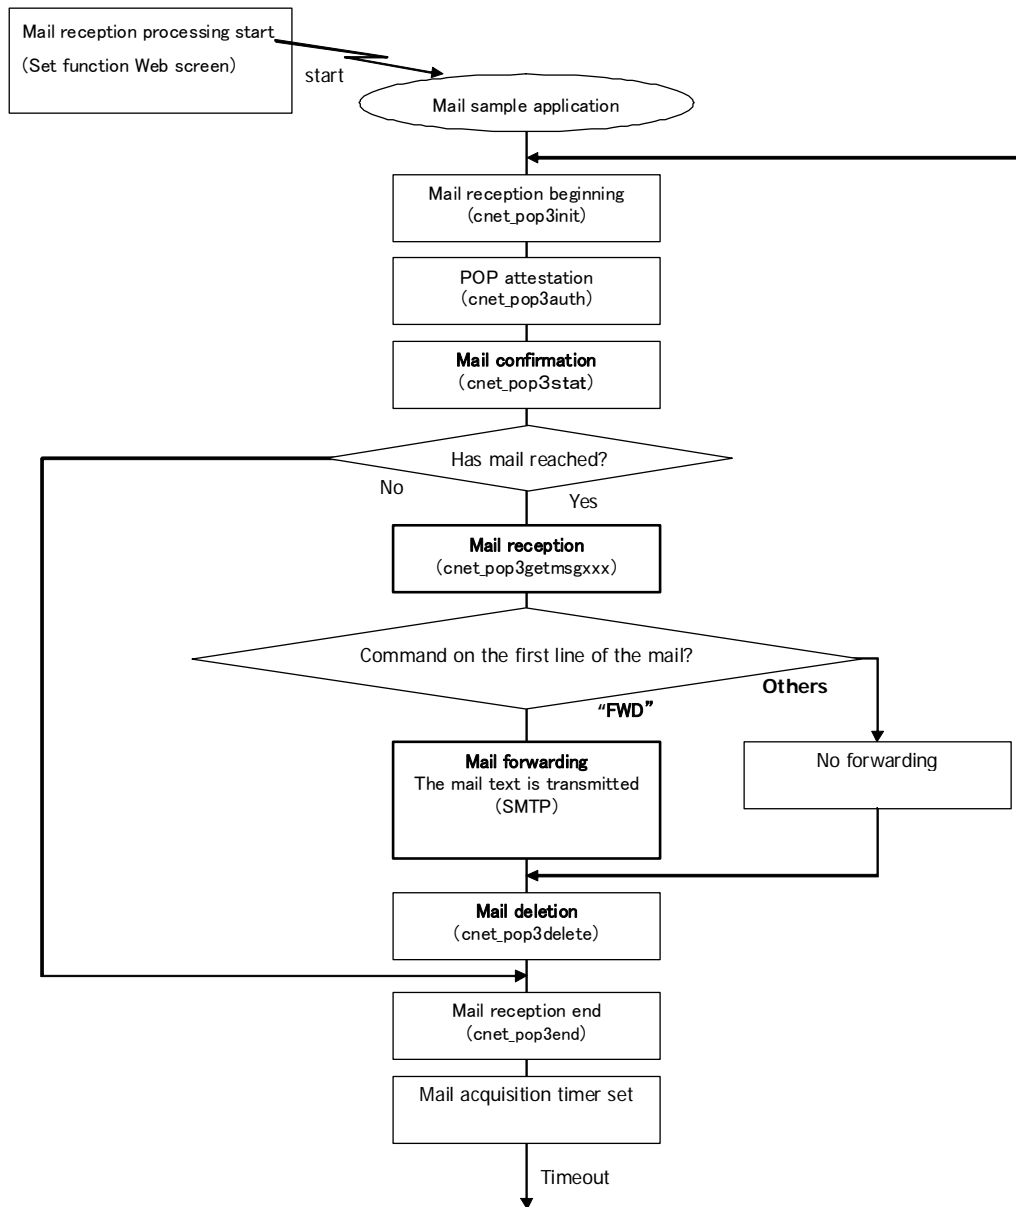 Mail reception processing start
(Set function Web screen)
start
Mail sample application
Mail reception beginning
(cnet_pop3init)
POP attestation
(cnet_pop3auth)
Mail confirmation
(cnet_pop3stat)
Has mail reached?
No
Yes
Mail reception
(cnet_pop3getmsgxxx)
Command on the first line of the mail?
Others
“FWD”
Mail forwarding
The mail text is transmitted
(SMTP)
No forwarding
Mail deletion
(cnet_pop3delete)
Mail reception end
(cnet_pop3end)
Mail acquisition timer set
Timeout